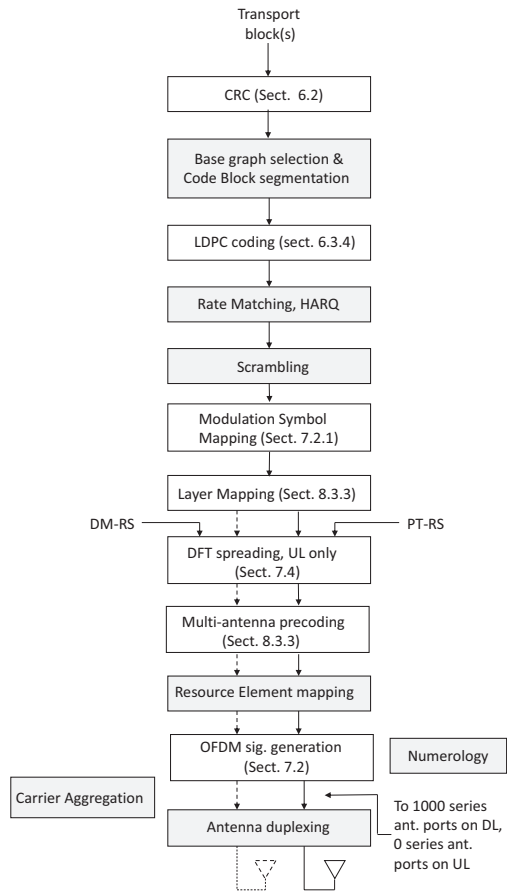 Transport
block(s)
CRC (Sect. 6.2)
Base graph selection &
Code Block segmentation
LDPC coding (sect. 6.3.4)
Rate Matching, HARQ
Scrambling
Modulation Symbol
Mapping (Sect. 7.2.1)
Layer Mapping (Sect. 8.3.3)
DM-RS
PT-RS
DFT spreading, UL only
(Sect. 7.4)
Multi-antenna precoding
(Sect. 8.3.3)
Resource Element mapping
OFDM sig. generation
(Sect. 7.2)
Numerology
Carrier Aggregation
To 1000 series
ant. ports on DL,
0 series ant.
ports on UL
Antenna duplexing